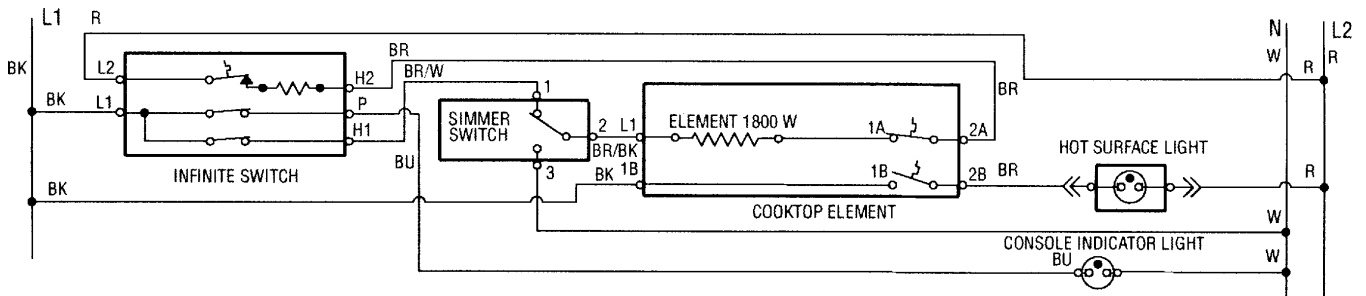 L1
R
N
L2
BK
BR
W
R
L2
H2
BR/W
1
R
BK
L1
P
SIMMER
SWITCH
2
L1
ELEMENT 1800 W
1A
2A
BR
H1
BR/BK
HOT SURFACE LIGHT
BU
3
BK
1B
1B
2B
BR
R
INFINITE SWITCH
BK
COOKTOP ELEMENT
W
CONSOLE INDICATOR LIGHT
BU
W